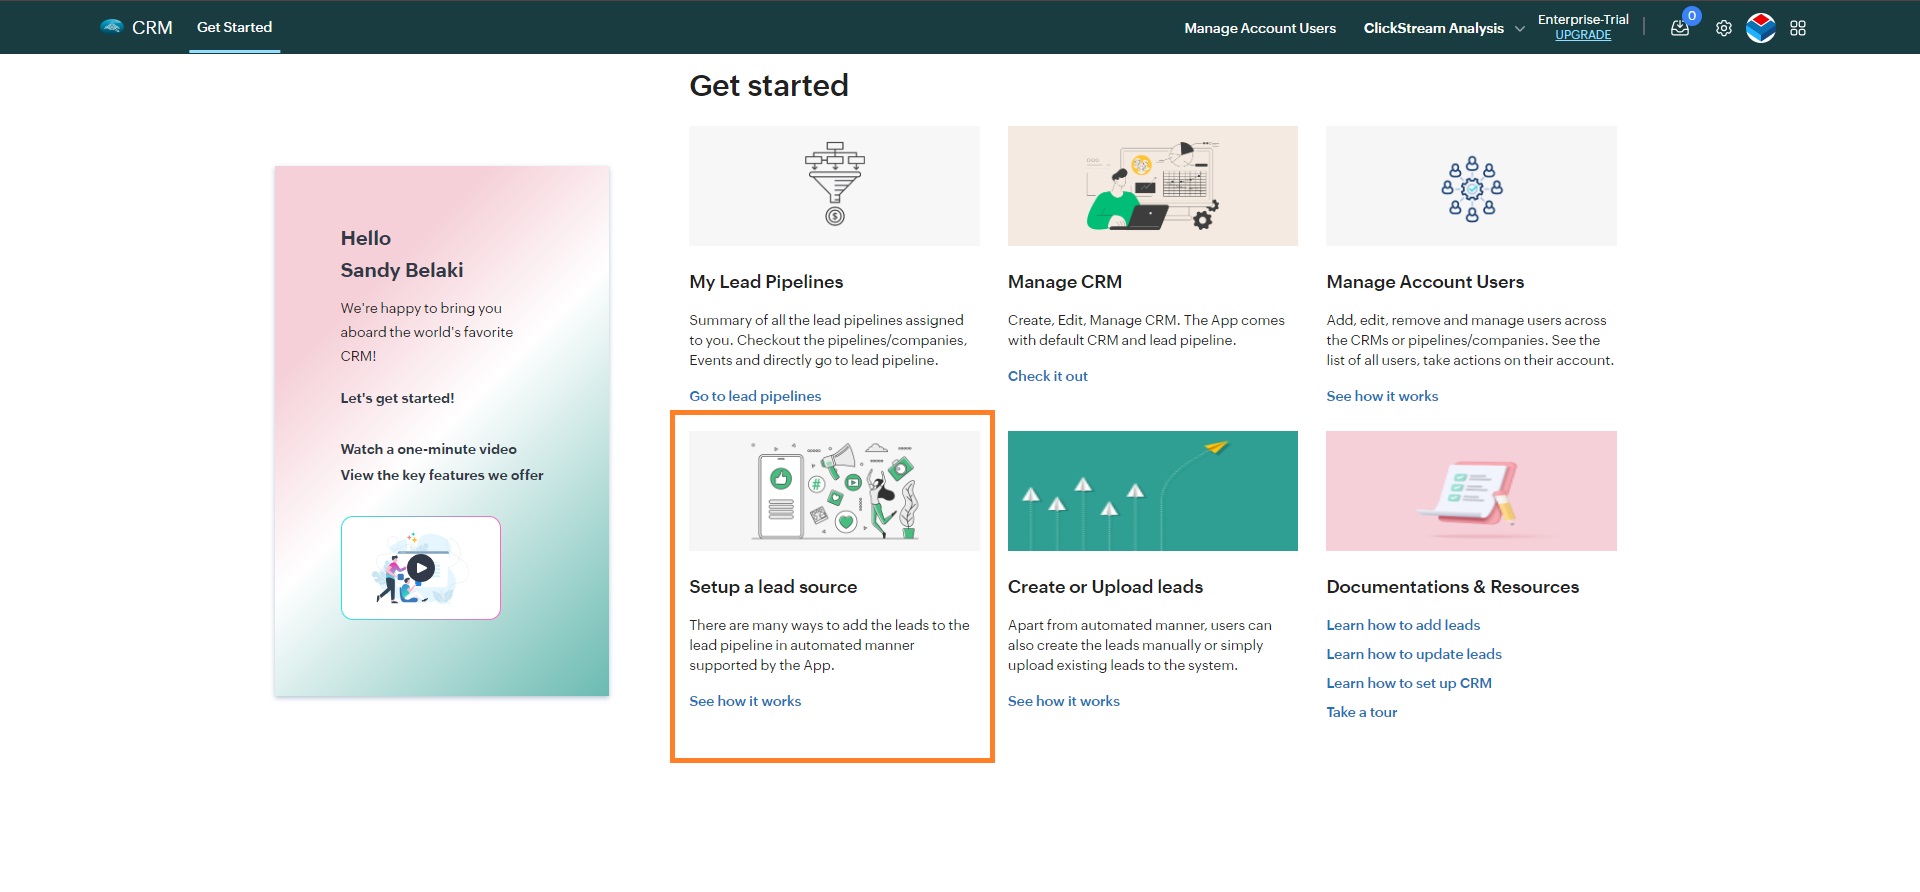 CRM
Get Started
Manage Account Users
ClickStream Analysis
Enterprise-Trial
UPGRADE
0
Get started
Hello
Sandy Belaki
We're happy to bring you
aboard the world's favorite
CRM!
Let's get started!
Watch a one-minute video
View the key features we offer
My Lead Pipelines
Summary of all the lead pipelines assigned
to you. Checkout the pipelines/companies,
Events and directly go to lead pipeline.
Go to lead pipelines
Manage CRM
Create, Edit, Manage CRM. The App comes
with default CRM and lead pipeline.
Check it out
Manage Account Users
Add, edit, remove and manage users across
the CRMs or pipelines/companies. See the
list of all users, take actions on their account.
See how it works
Setup a lead source
There are many ways to add the leads to the
lead pipeline in automated manner
supported by the App.
See how it works
Create or Upload leads
Apart from automated manner, users can
also create the leads manually or simply
upload existing leads to the system.
See how it works
Documentations & Resources
Learn how to add leads
Learn how to update leads
Learn how to set up CRM
Take a tour